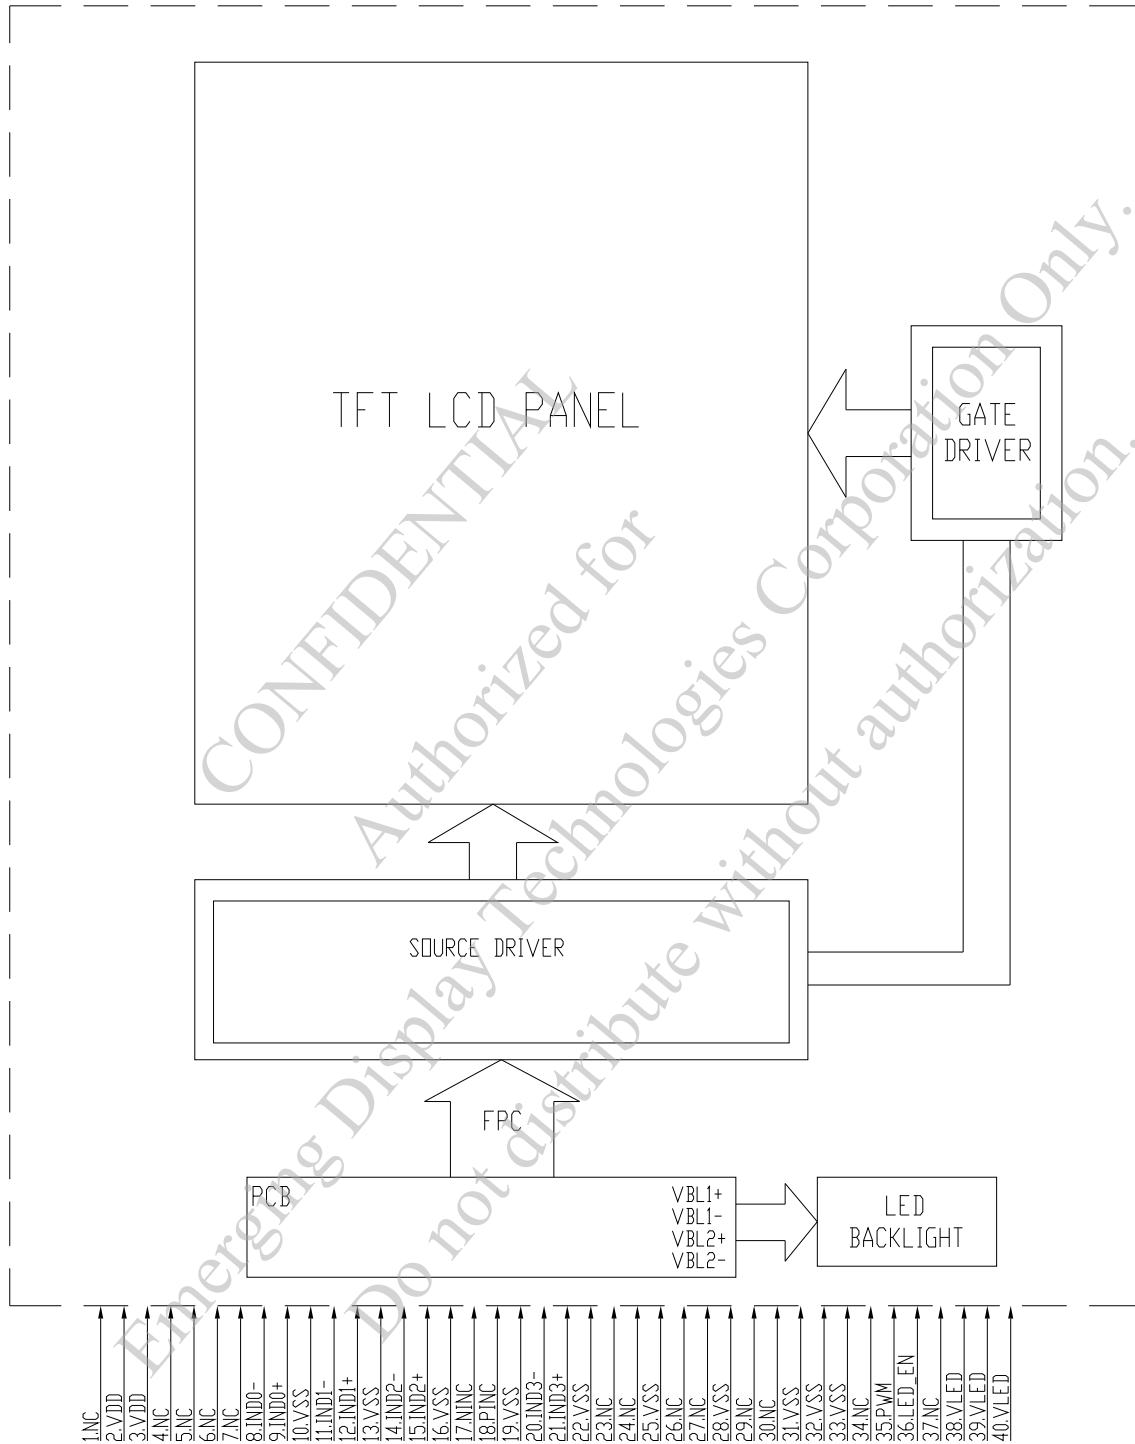 TFT LCD PANEL
GATE
DRIVER
SOURCE DRIVER
FPC
PCB
VBL1+
VBL1-
VBL2+
VBL2-
LED
BACKLIGHT
1.NC
2.VDD
3.VDD
4.NC
5.NC
6.NC
7.NC
8.IND0-
9.IND0+
10.VSS
11.IND1-
12.IND1+
13.VSS
14.IND2-
15.IND2+
16.VSS
17.NINC
18.PINC
19.VSS
20.IND3-
21.IND3+
22.VSS
23.NC
24.NC
25.VSS
26.NC
27.NC
28.VSS
29.NC
30.NC
31.VSS
32.VSS
33.VSS
34.NC
35.PWM
36.LED_EN
37.NC
38.VLED
39.VLED
40.VLED
CONFIDENTIAL
Authorized for
Emerging Display Technologies Corporation Only.
Do not distribute without authorization.